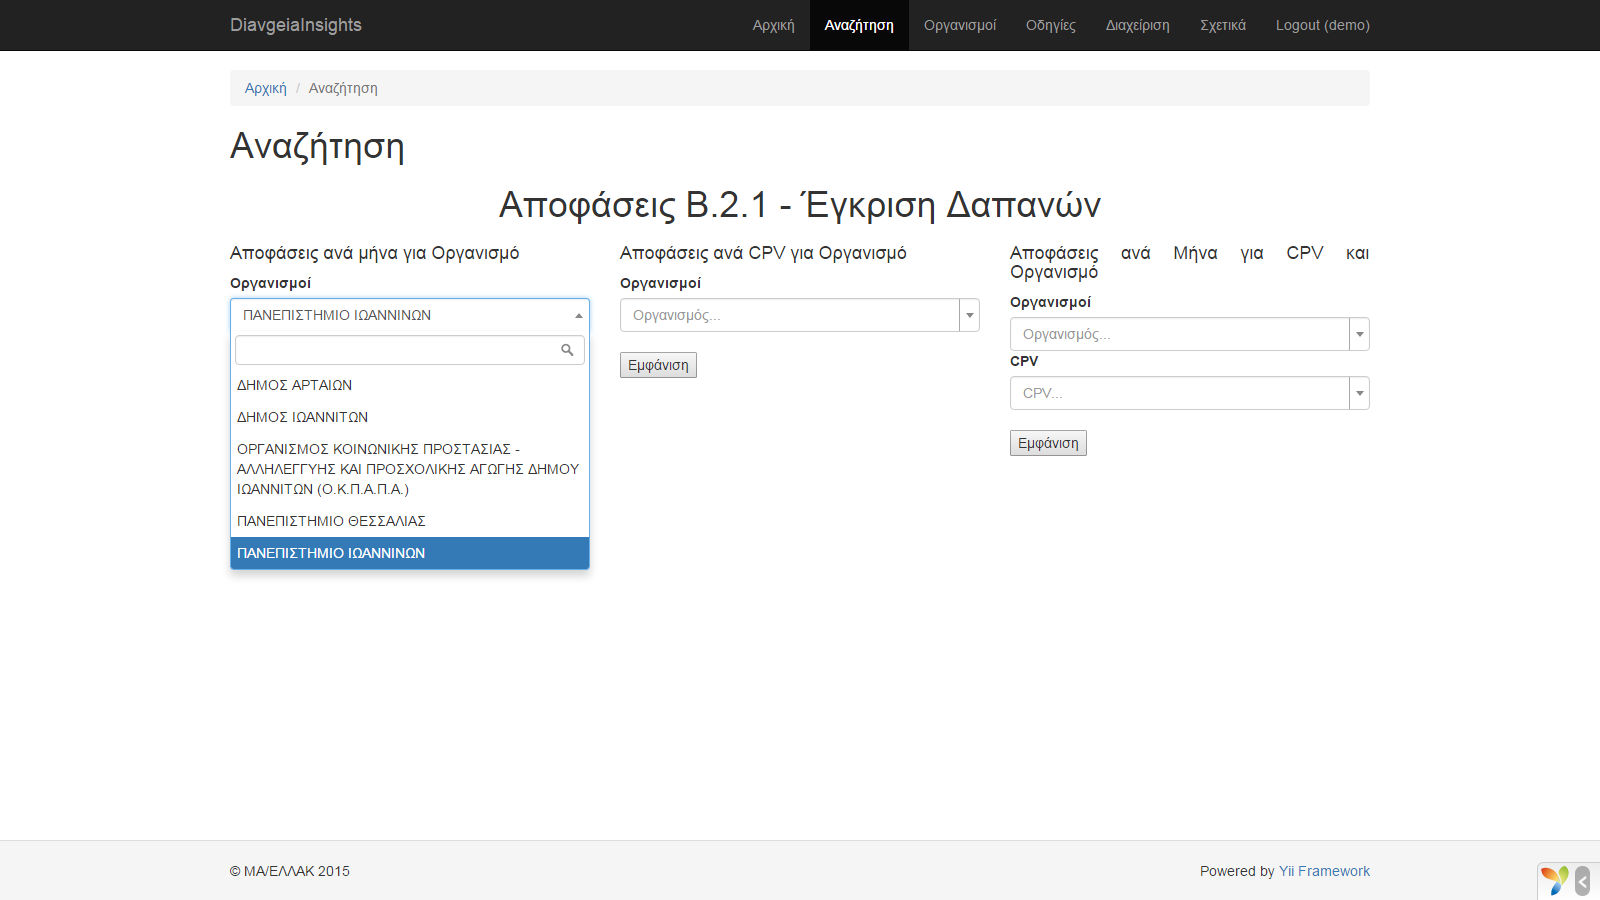 DiavgeiaInsights
Αρχική
Αναζήτηση
Οργανισμοί
Οδηγίες
Διαχείριση
Σχετικά
Logout (demo)
Αρχική / Αναζήτηση
Αναζήτηση
Αποφάσεις Β.2.1 - Έγκριση Δαπανών
Αποφάσεις ανά μήνα για Οργανισμό
Οργανισμοί
ΠΑΝΕΠΙΣΤΗΜΙΟ ΙΩΑΝΝΙΝΩΝ
ΔΗΜΟΣ ΑΡΤΑΙΩΝ
ΔΗΜΟΣ ΙΩΑΝΝΙΤΩΝ
ΟΡΓΑΝΙΣΜΟΣ ΚΟΙΝΩΝΙΚΗΣ ΠΡΟΣΤΑΣΙΑΣ -
ΑΛΛΗΛΕΓΓΥΗΣ ΚΑΙ ΠΡΟΣΧΟΛΙΚΗΣ ΑΓΩΓΗΣ ΔΗΜΟΥ
ΙΩΑΝΝΙΤΩΝ (Ο.Κ.Π.Α.Π.Α.)
ΠΑΝΕΠΙΣΤΗΜΙΟ ΘΕΣΣΑΛΙΑΣ
ΠΑΝΕΠΙΣΤΗΜΙΟ ΙΩΑΝΝΙΝΩΝ
Αποφάσεις ανά CPV για Οργανισμό
Οργανισμοί
Οργανισμός...
Εμφάνιση
Αποφάσεις ανά Μήνα για CPV και
Οργανισμό
Οργανισμοί
Οργανισμός...
CPV
CPV...
Εμφάνιση
© ΜΑ/ΕΛΛΑΚ 2015
Powered by Yii Framework